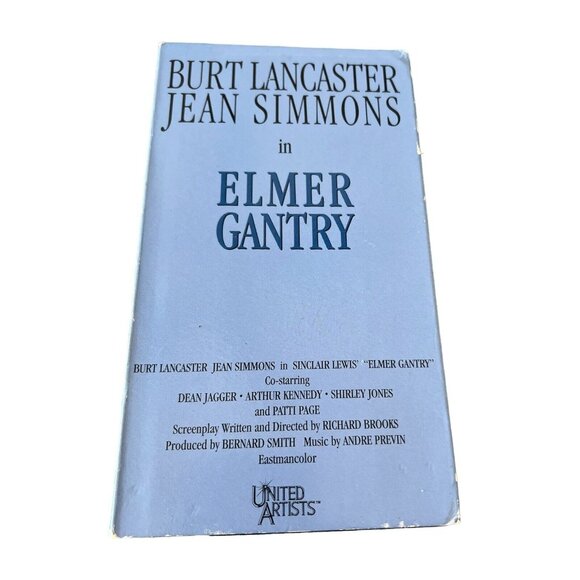 BURT LANCASTER
JEAN SIMMONS
in
ELMER
GANTRY
BURT LANCASTER JEAN SIMMONS in SINCLAIR LEWIS' "ELMER GANTRY"
Co-starring
DEAN JAGGER • ARTHUR KENNEDY • SHIRLEY JONES
and PATTI PAGE
Screenplay Written and Directed by RICHARD BROOKS
Produced by BERNARD SMITH Music by ANDRE PREVIN
Eastmancolor
UNITED
ARTISTS™